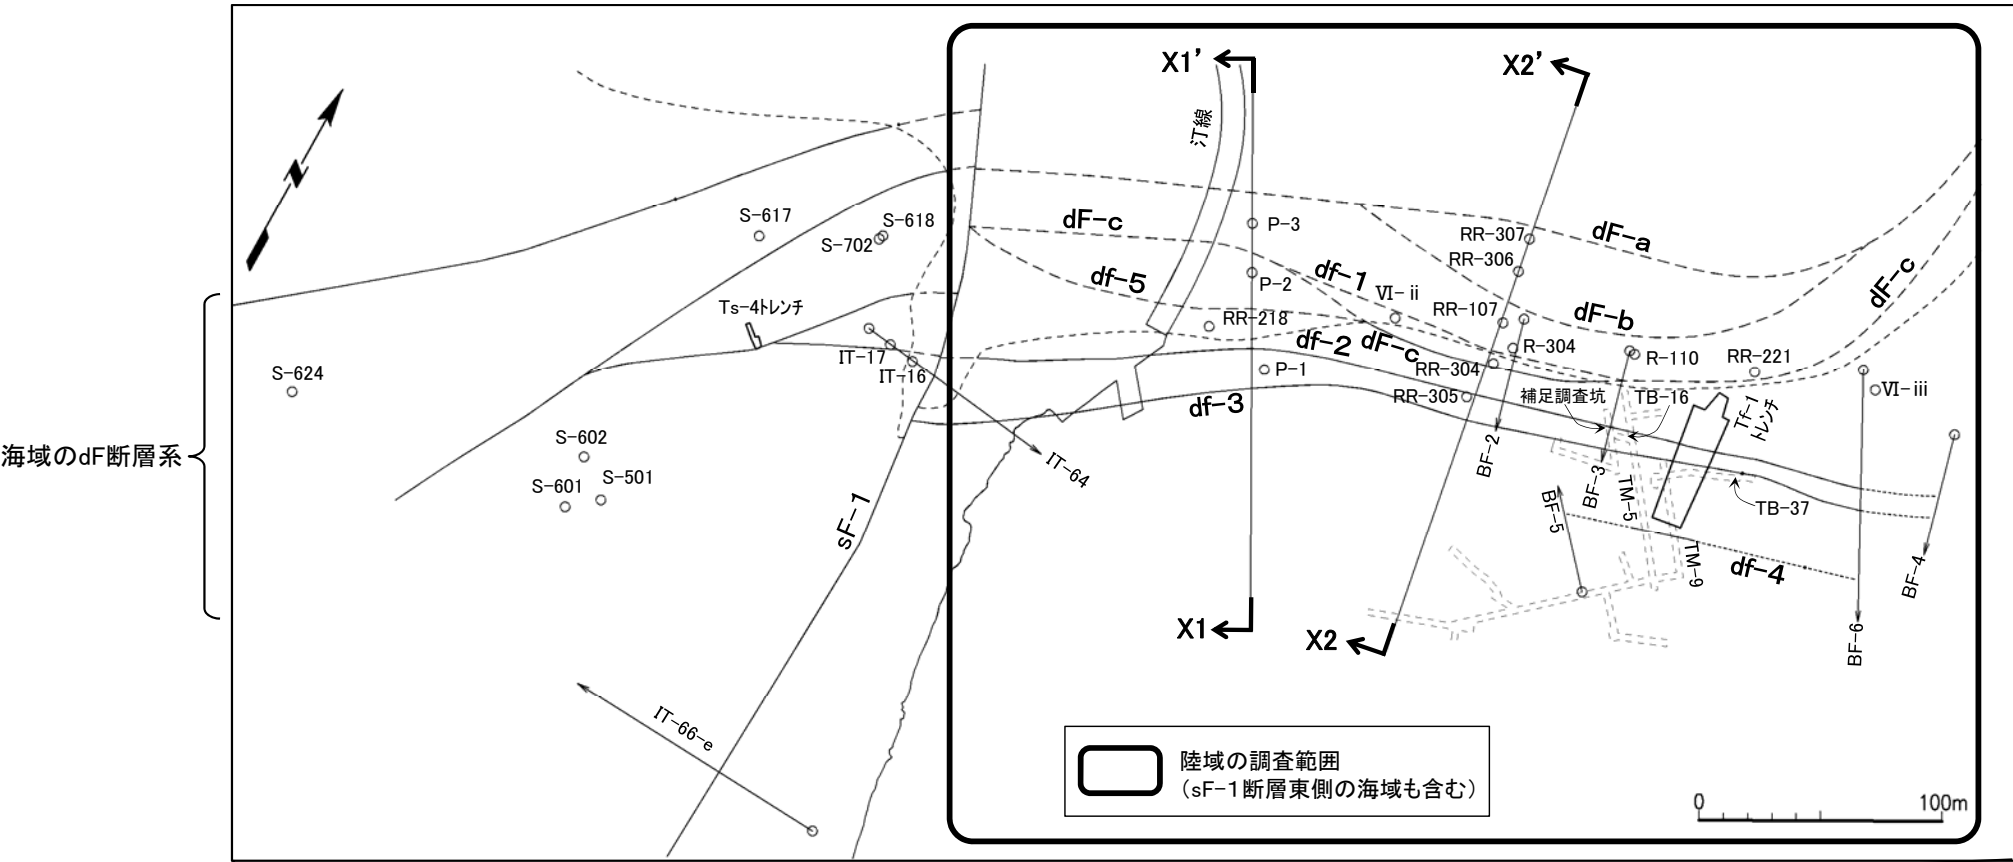 X1'
X2'
汀線
S-617
S-618
S-702
dF-c
P-3
RR-307
dF-a
RR-306
df-5
P-2
df-1
Ⅵ-ⅱ
dF-c
Ts-4トレンチ
RR-218
RR-107
dF-b
IT-17
df-2
dF-c
R-304
R-110
RR-221
IT-16
S-624
P-1
RR-304
Ⅵ-ⅲ
df-3
RR-305
補足調査坑
TB-16
Tf-1
トレンチ
海域のdF断層系
S-602
S-501
S-601
IT-64
BF-2
BF-3
TM-5
BF-5
TB-37
sF-1
TM-9
df-4
BF-4
X1
X2
BF-6
IT-66-e
陸域の調査範囲
（sF-1断層東側の海域も含む）
0
100m
N